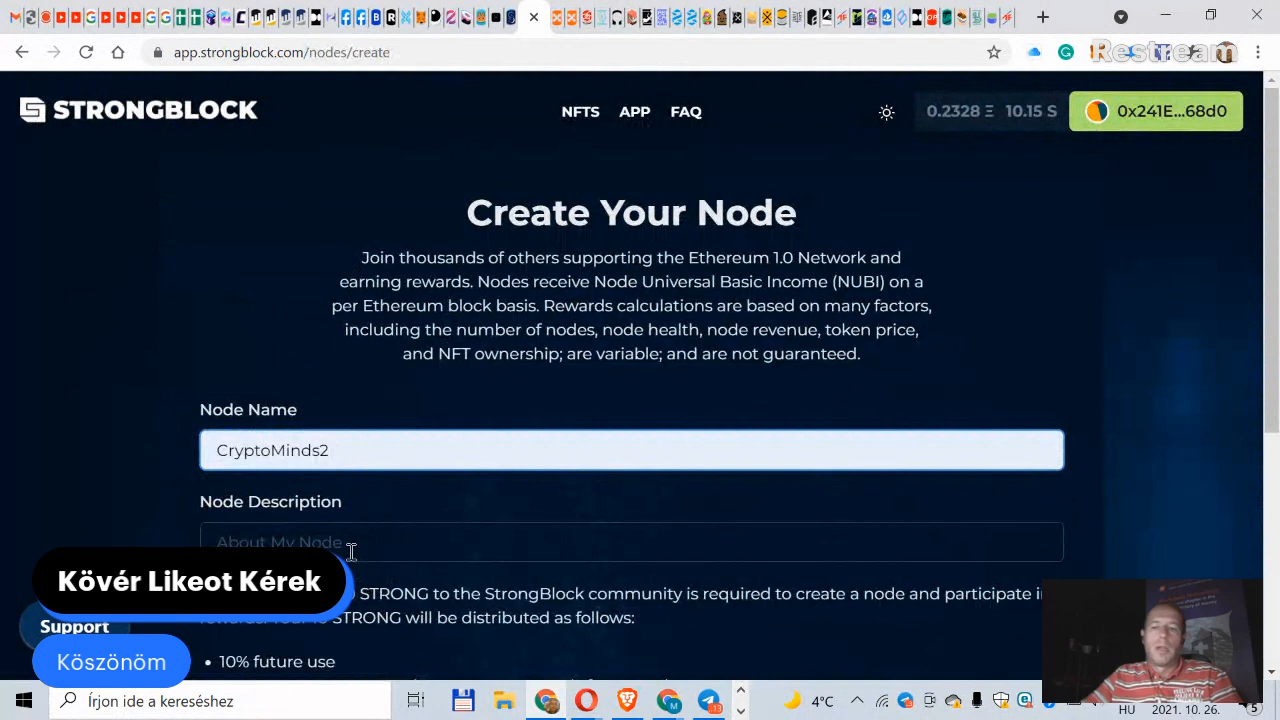 app.strongblock.com/nodes/create
Restream
STRONGBLOCK
NFTS APP FAQ
0.2328 Ξ 10.15 S
0x241E...68d0
Create Your Node
Join thousands of others supporting the Ethereum 1.0 Network and
earning rewards. Nodes receive Node Universal Basic Income (NUBI) on a
per Ethereum block basis. Rewards calculations are based on many factors,
including the number of nodes, node health, node revenue, token price,
and NFT ownership; are variable; and are not guaranteed.
Node Name
CryptoMinds2
Node Description
About My Node
STRONG to the StrongBlock community is required to create a node and participate in
STRONG will be distributed as follows:
• 10% future use
Kövér Likeot Kérek
Support
Köszönöm
Írjon ide a kereséshez
4°C
HU 2021. 10. 26.